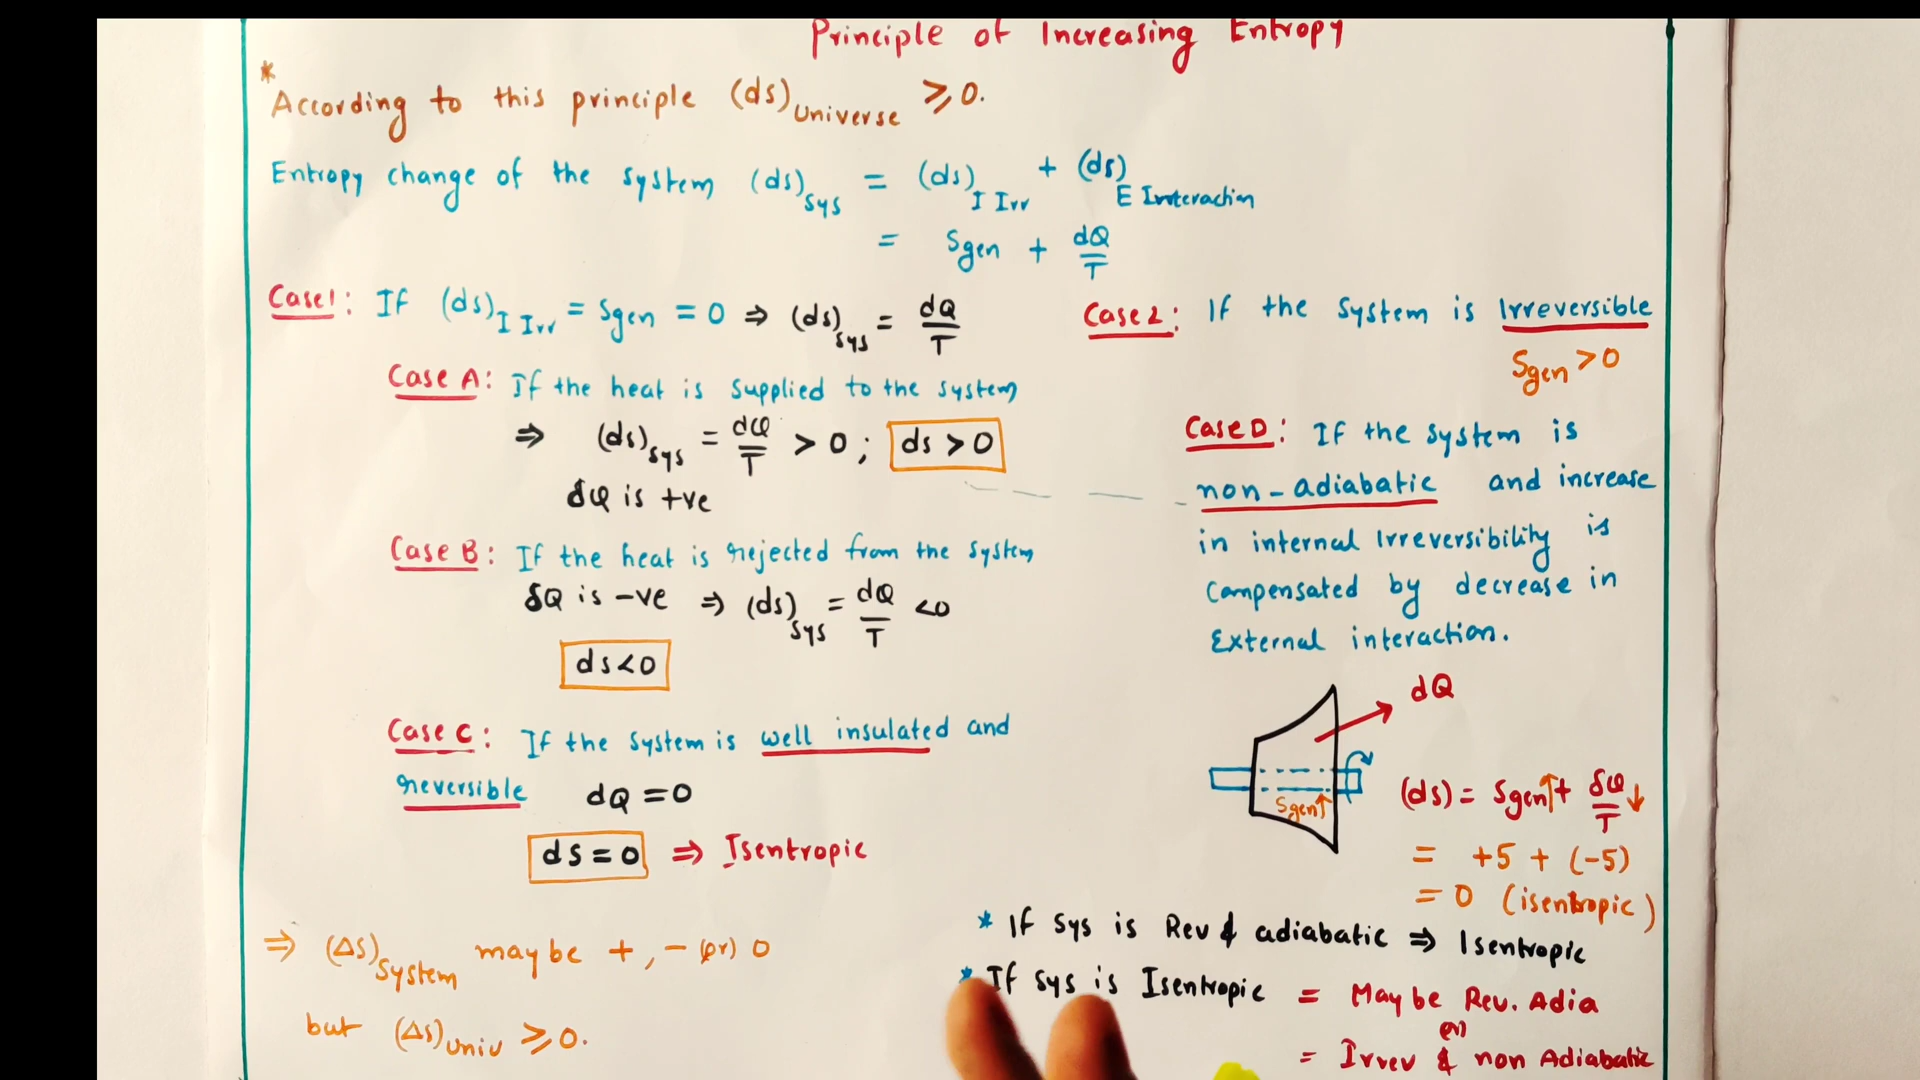 Principle of Increasing Entropy
* According to this principle (ds)Universe ≥ 0.
Entropy change of the system (ds)sys = (ds)I Irr + (ds)E Interaction
= Sgen + dQ/T
Case 1: If (ds)I Irr = Sgen = 0 ⇒ (ds)sys = dQ/T
Case A: If the heat is supplied to the system
⇒ (ds)sys = dQ/T > 0 ; ds > 0
δQ is +ve
Case B: If the heat is rejected from the system
δQ is -ve ⇒ (ds)sys = dQ/T <0
ds<0
Case C: If the system is well insulated and
reversible dQ = 0
ds = 0 ⇒ Isentropic
⇒ (Δs)system may be +, - (or) 0
but (Δs)univ ≥ 0.
Case 2: If the system is Irreversible
Sgen > 0
Case D: If the system is
non-adiabatic and increase
in internal Irreversibility is is
compensated by decrease in
External interaction.
dQ
Sgen↑
(ds) = Sgen↑ + δQ/T ↓
= +5 + (-5)
= 0 (isentropic)
* If sys is Rev & adiabatic ⇒ Isentropic
* If sys is Isentropic = May be Rev. Adia
(or)
= Irrev & non Adiabatic